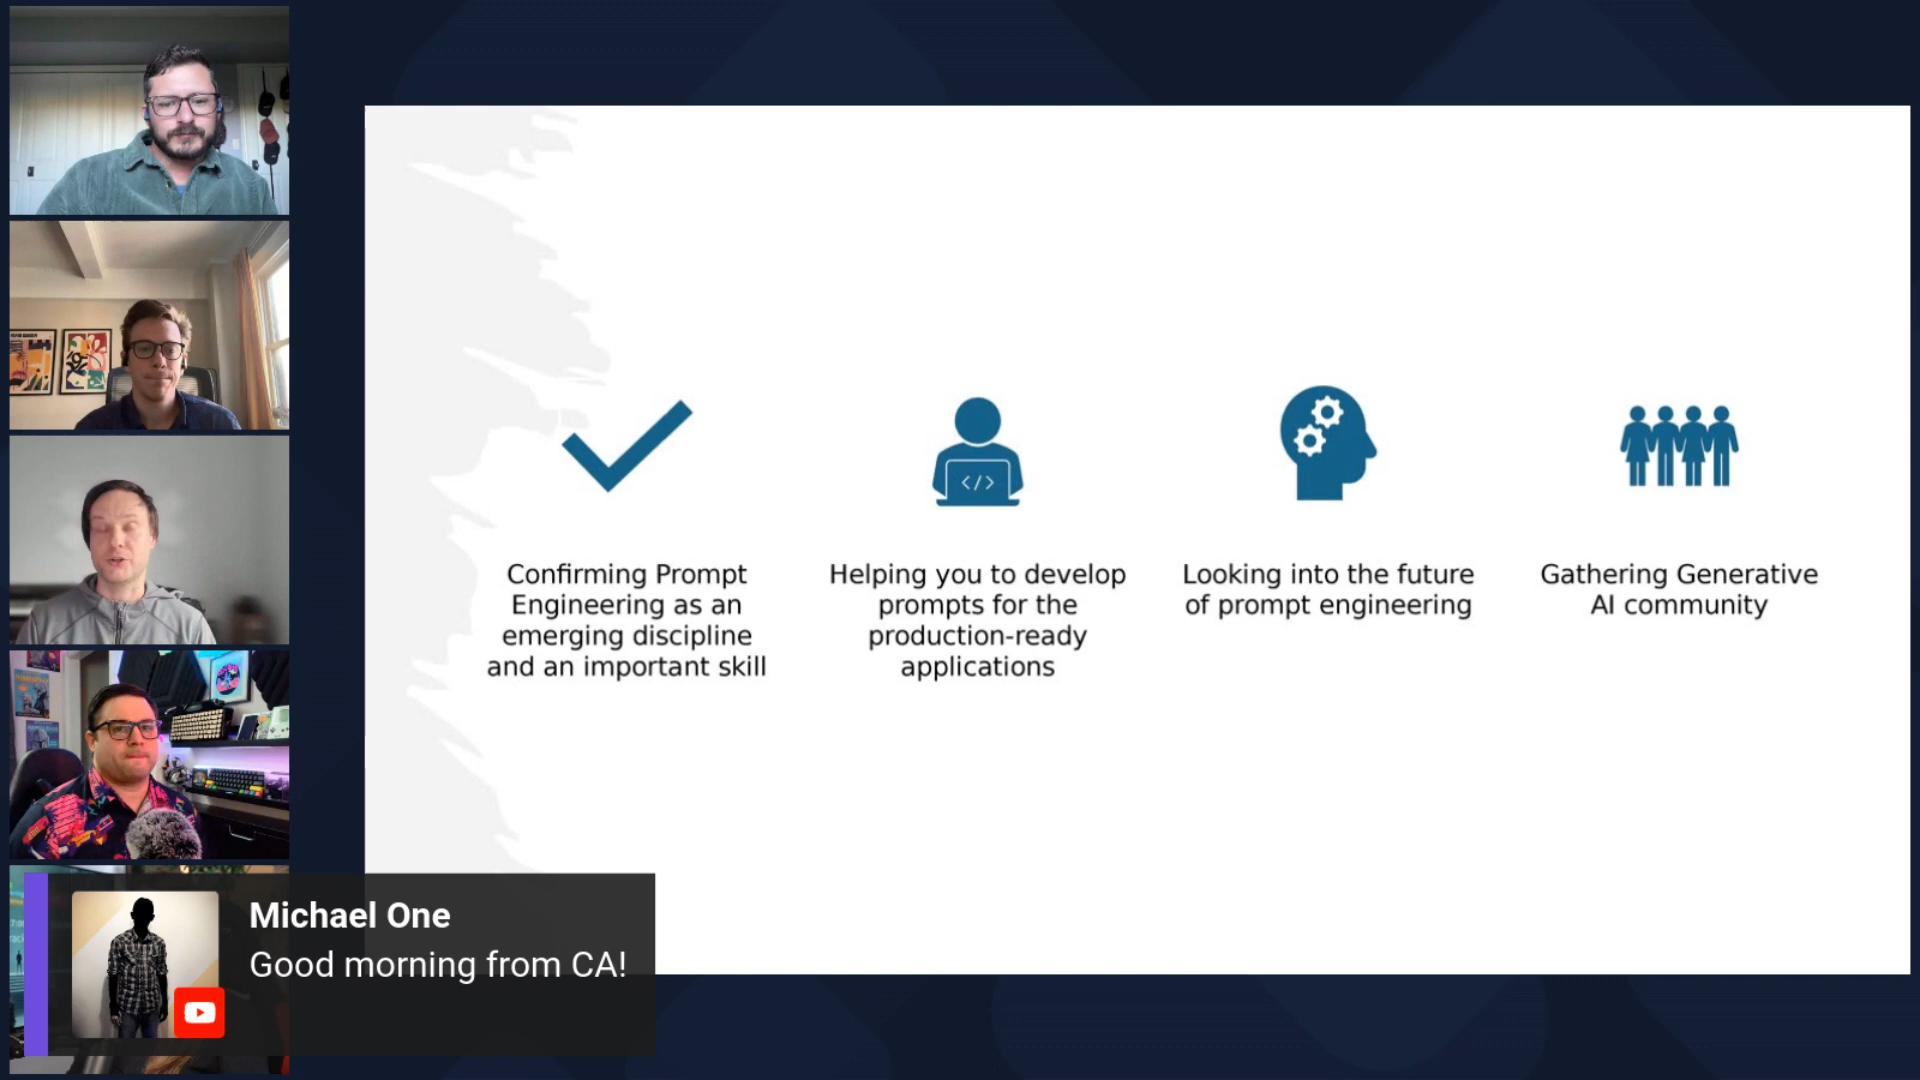 Confirming Prompt
Engineering as an
emerging discipline
and an important skill
</>
Helping you to develop
prompts for the
production-ready
applications
Looking into the future
of prompt engineering
Gathering Generative
AI community
Michael One
Good morning from CA!